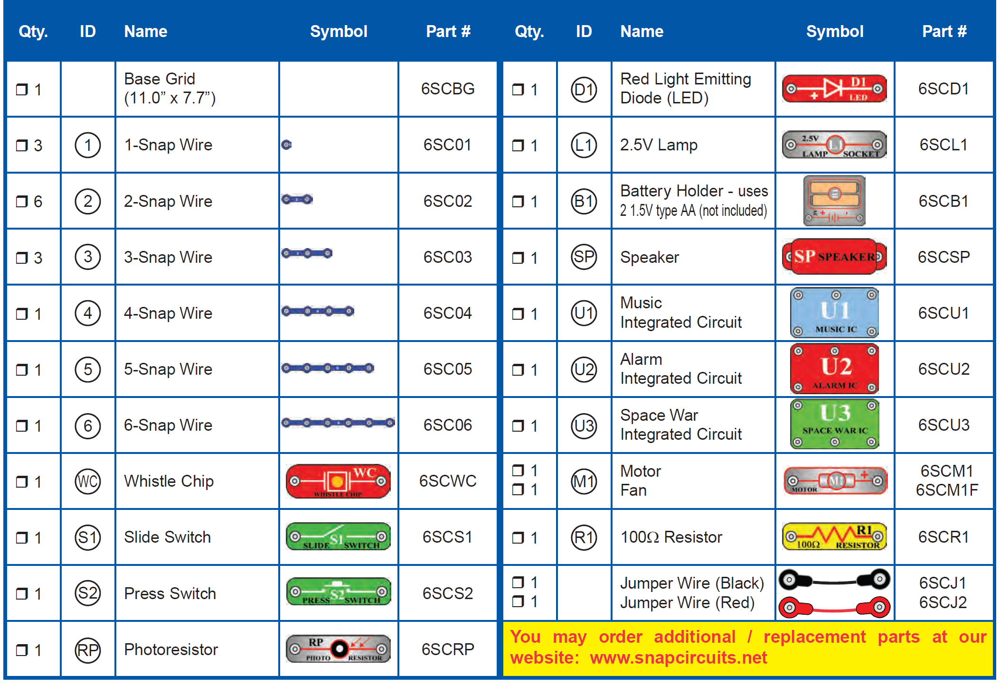 Qty. ID Name Symbol Part # Qty. ID Name Symbol Part #
❒ 1 Base Grid 6SCBG
(11.0” x 7.7”)
❒ 3 1 1-Snap Wire 6SC01
❒ 6 2 2-Snap Wire 6SC02
❒ 3 3 3-Snap Wire 6SC03
❒ 1 4 4-Snap Wire 6SC04
❒ 1 5 5-Snap Wire 6SC05
❒ 1 6 6-Snap Wire 6SC06
❒ 1 WC Whistle Chip WC 6SCWC
WHISTLE CHIP
❒ 1 S1 Slide Switch S1 6SCS1
SLIDE SWITCH
❒ 1 S2 Press Switch S2 6SCS2
PRESS SWITCH
❒ 1 RP Photoresistor RP 6SCRP
PHOTO RESISTOR
❒ 1 D1 Red Light Emitting D1 6SCD1
Diode (LED) + LED
❒ 1 L1 2.5V Lamp 2.5V L1 6SCL1
LAMP SOCKET
❒ 1 B1 Battery Holder - uses 6SCB1
2 1.5V type AA (not included)
3V + -
❒ 1 SP Speaker SP SPEAKER 6SCSP
❒ 1 U1 Music U1 6SCU1
Integrated Circuit MUSIC IC
❒ 1 U2 Alarm U2 6SCU2
Integrated Circuit ALARM IC
❒ 1 U3 Space War U3 6SCU3
Integrated Circuit SPACE WAR IC
❒ 1 M1 Motor M1 + 6SCM1
❒ 1 Fan MOTOR 6SCM1F
❒ 1 R1 100Ω Resistor R1 6SCR1
100Ω RESISTOR
❒ 1 Jumper Wire (Black) 6SCJ1
❒ 1 Jumper Wire (Red) 6SCJ2
You may order additional / replacement parts at our
website: www.snapcircuits.net